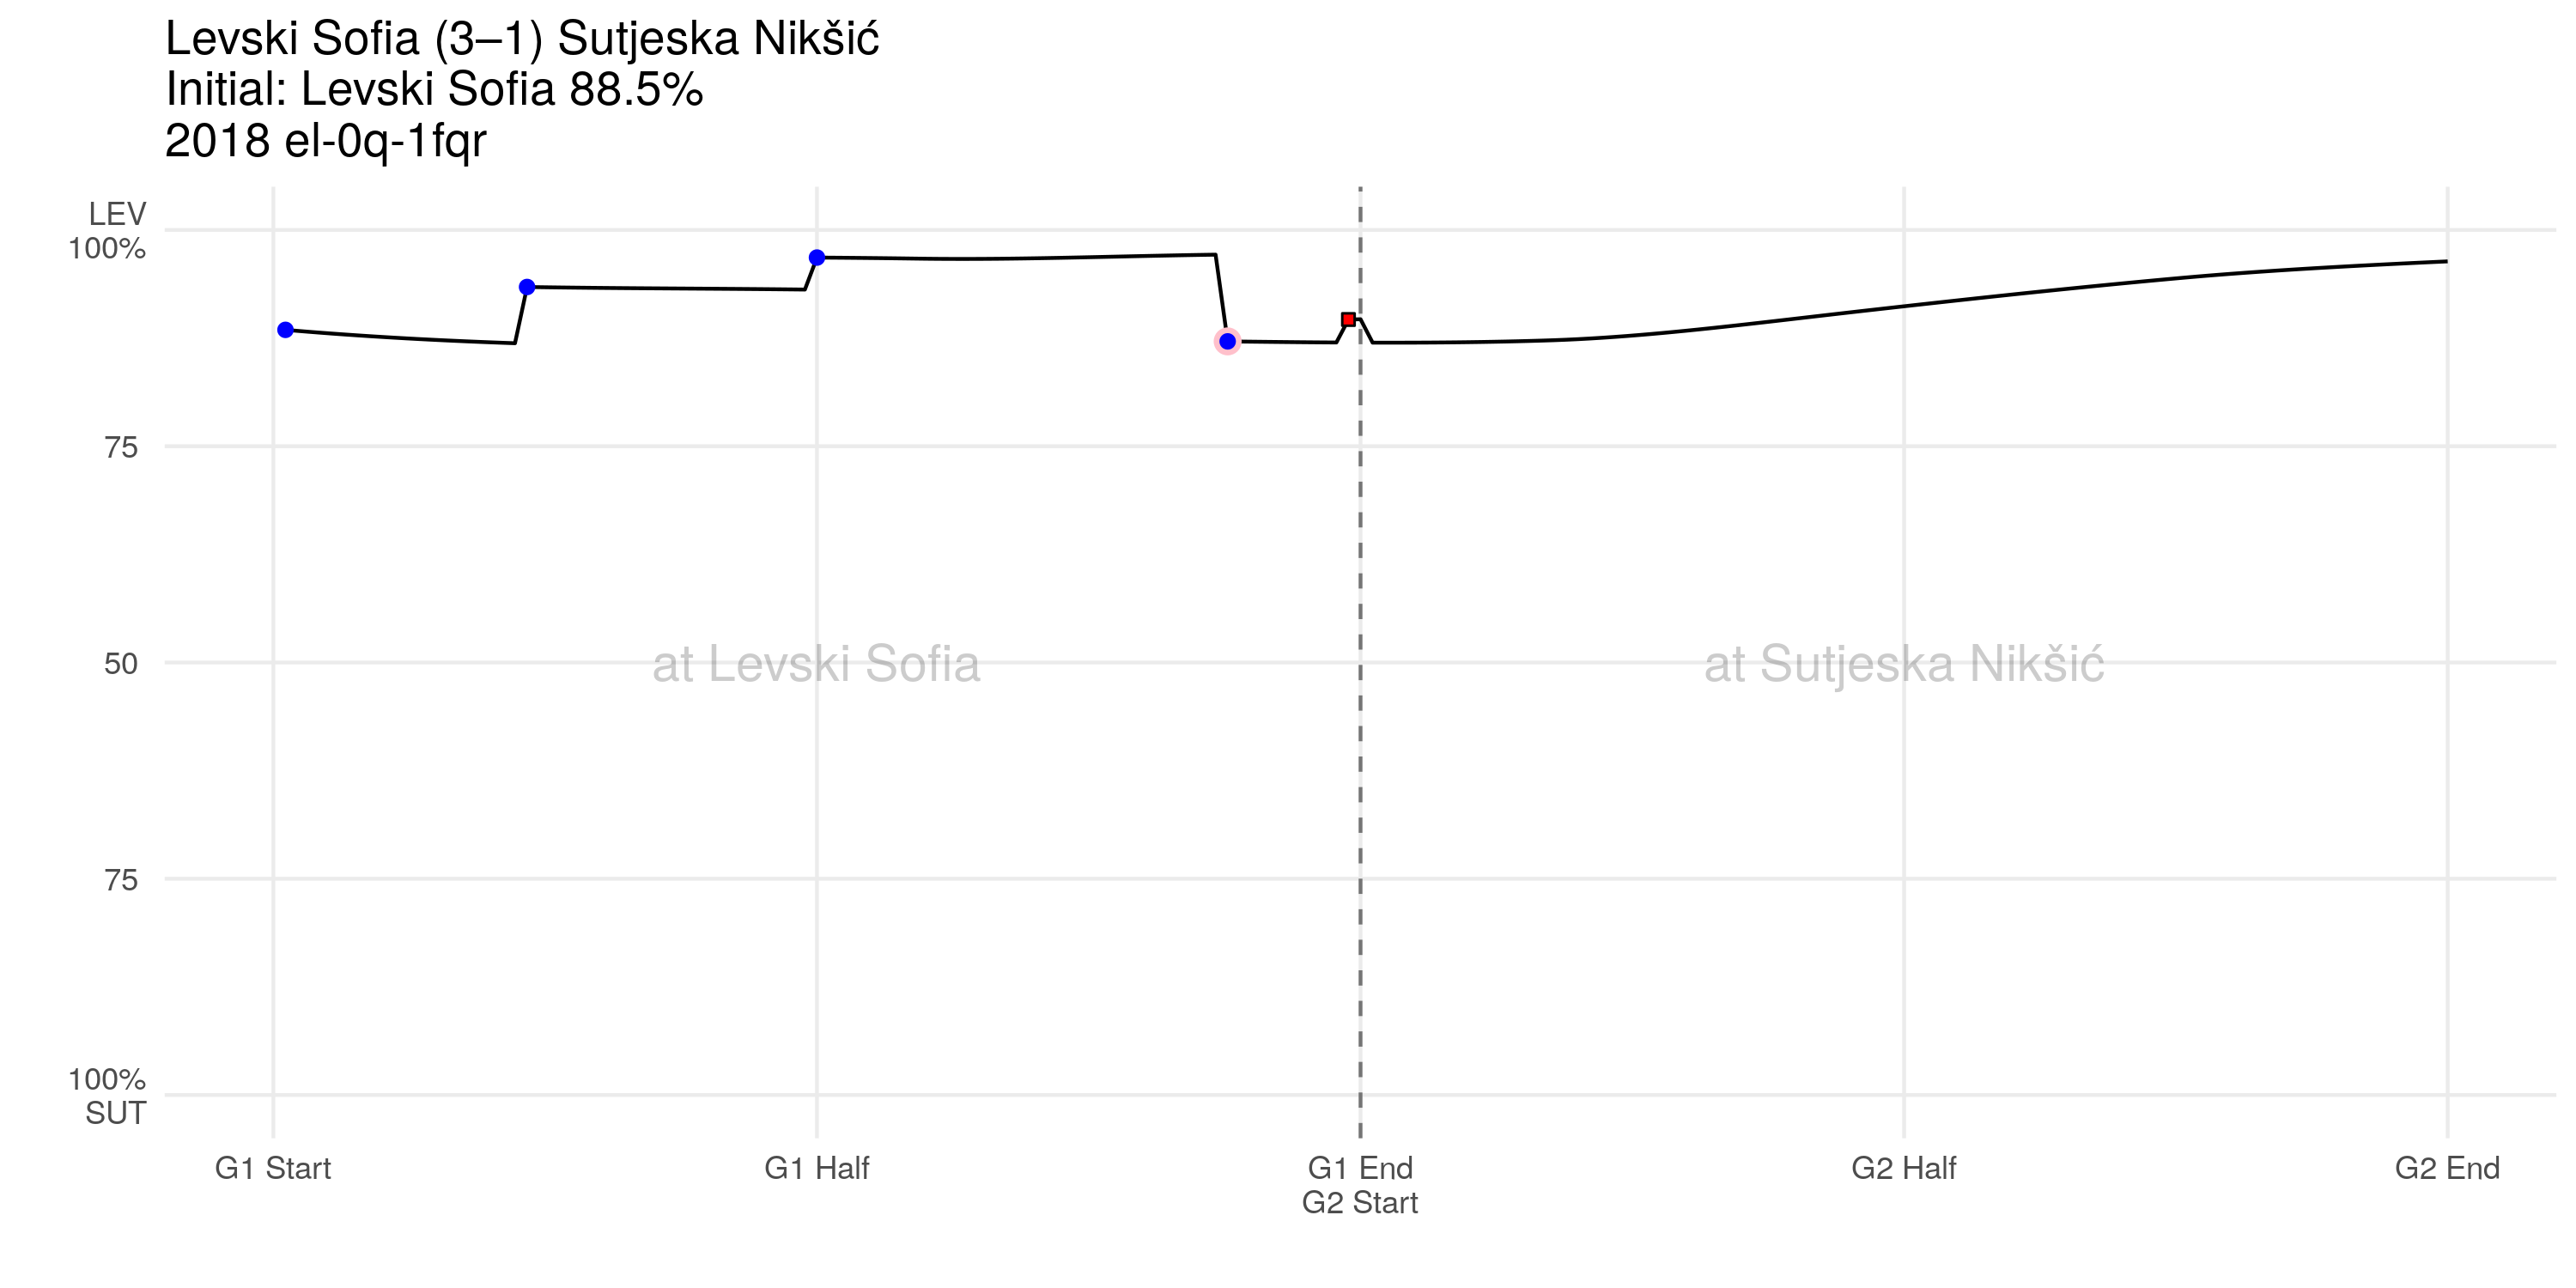 Levski Sofia (3–1) Sutjeska Nikšić
Initial: Levski Sofia 88.5%
2018 el-0q-1fqr
LEV
100%
75
50
75
100%
SUT
at Levski Sofia
at Sutjeska Nikšić
G1 Start
G1 Half
G1 End
G2 Start
G2 Half
G2 End